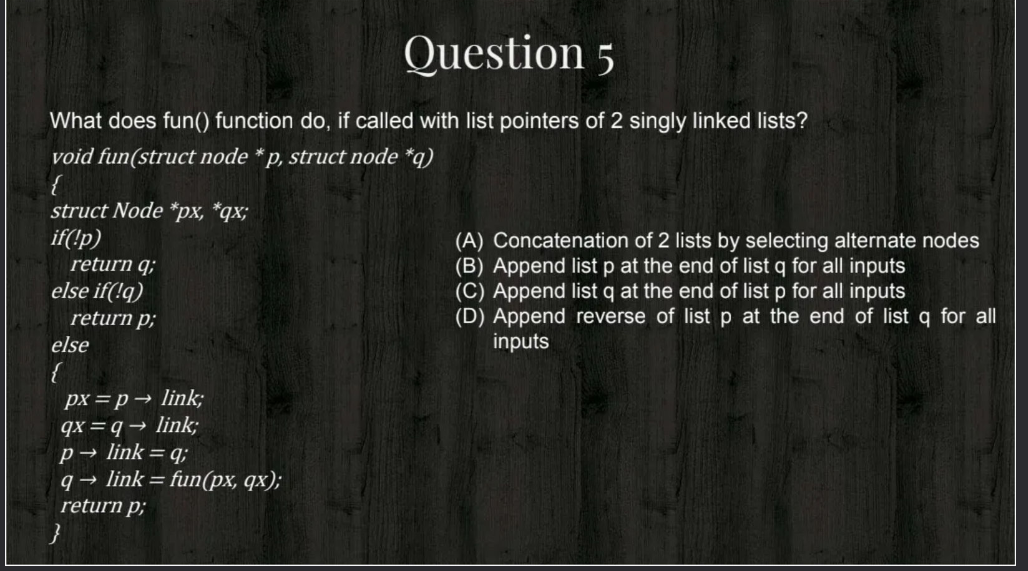 Question 5
What does fun() function do, if called with list pointers of 2 singly linked lists?
void fun(struct node * p, struct node *q)
{
struct Node *px, *qx;
if(!p)
return q;
else if(!q)
return p;
else
{
px = p → link;
qx = q → link;
p → link = q;
q → link = fun(px, qx);
return p;
}
(A) Concatenation of 2 lists by selecting alternate nodes
(B) Append list p at the end of list q for all inputs
(C) Append list q at the end of list p for all inputs
(D) Append reverse of list p at the end of list q for all
inputs